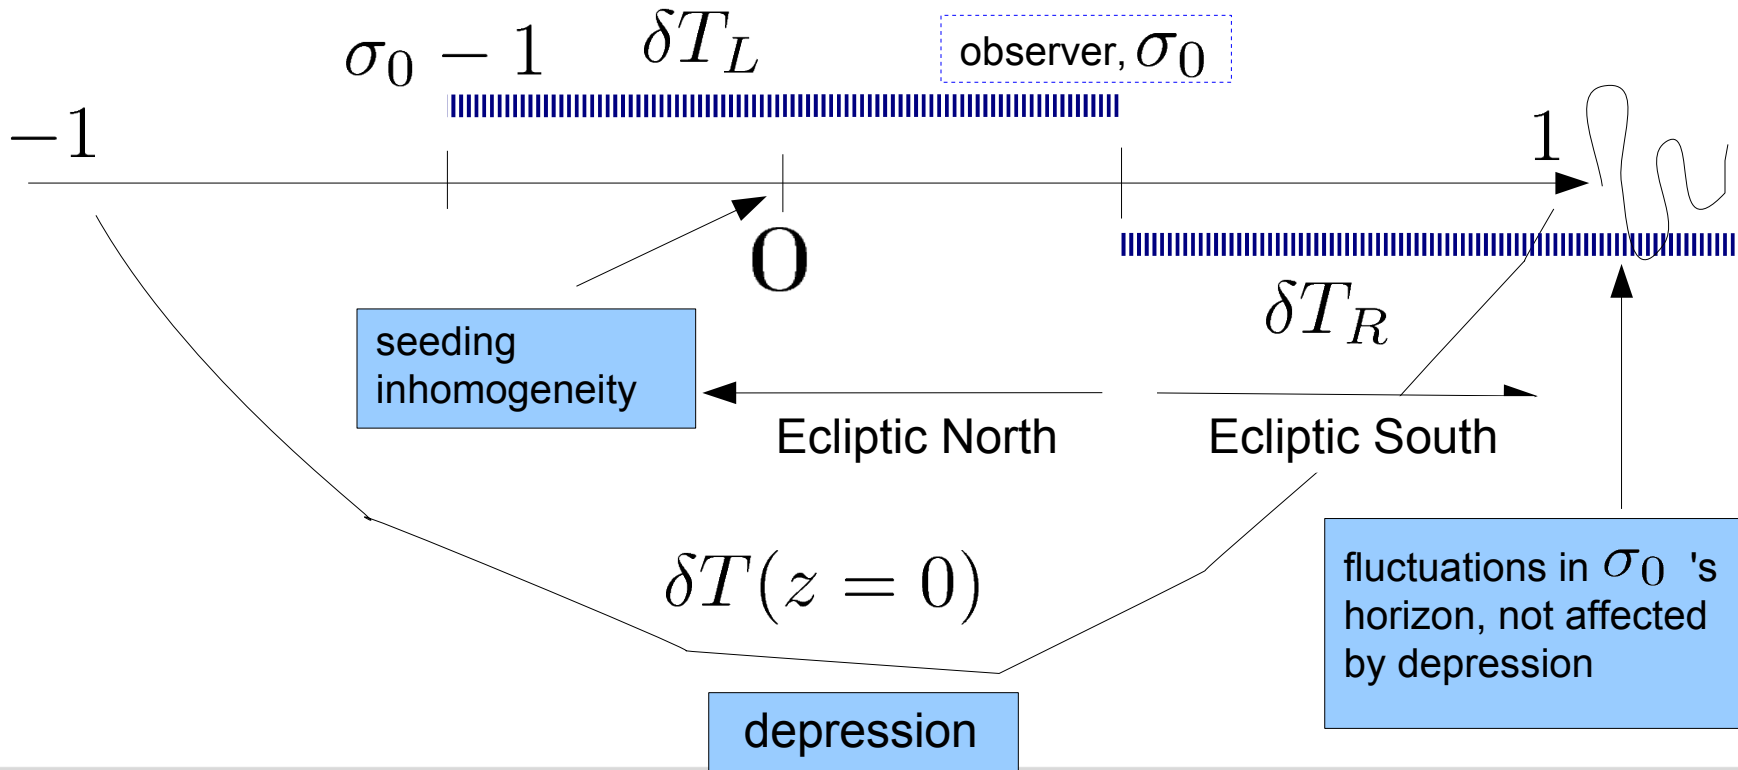 σ₀ − 1
δT_L
observer, σ₀
−1
1
0
δT_R
seeding
inhomogeneity
Ecliptic North
Ecliptic South
δT(z = 0)
fluctuations in σ₀ 's
horizon, not affected
by depression
depression